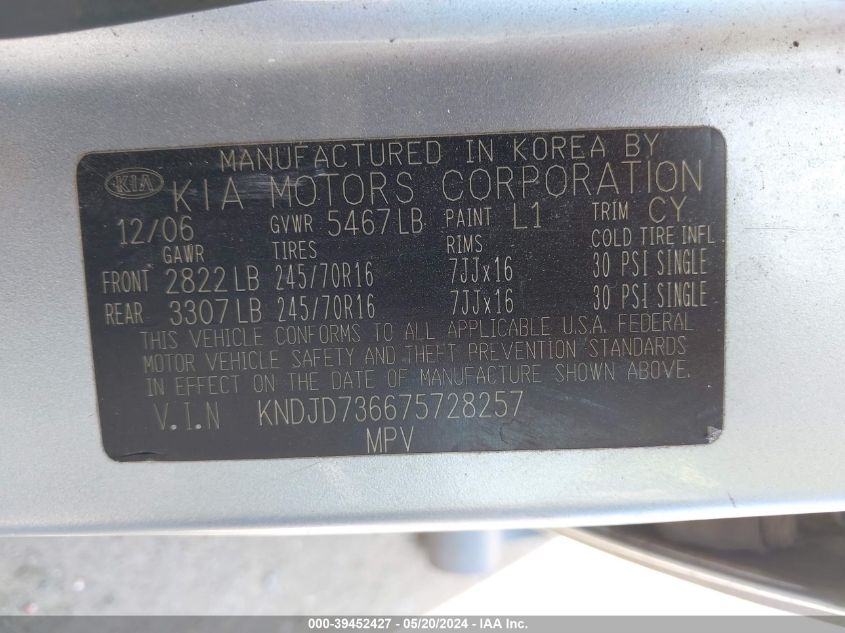 MANUFACTURED IN KOREA BY
KIA KIA MOTORS CORPORATION
12/06 GVWR 5467LB PAINT L1 TRIM CY
GAWR TIRES RIMS COLD TIRE INFL
FRONT 2822LB 245/70R16 7JJx16 30 PSI SINGLE
REAR 3307LB 245/70R16 7JJx16 30 PSI SINGLE
THIS VEHICLE CONFORMS TO ALL APPLICABLE U.S.A. FEDERAL
MOTOR VEHICLE SAFETY AND THEFT PREVENTION STANDARDS
IN EFFECT ON THE DATE OF MANUFACTURE SHOWN ABOVE.
V.I.N KNDJD736675728257
MPV
000-39452427 - 05/20/2024 - IAA Inc.